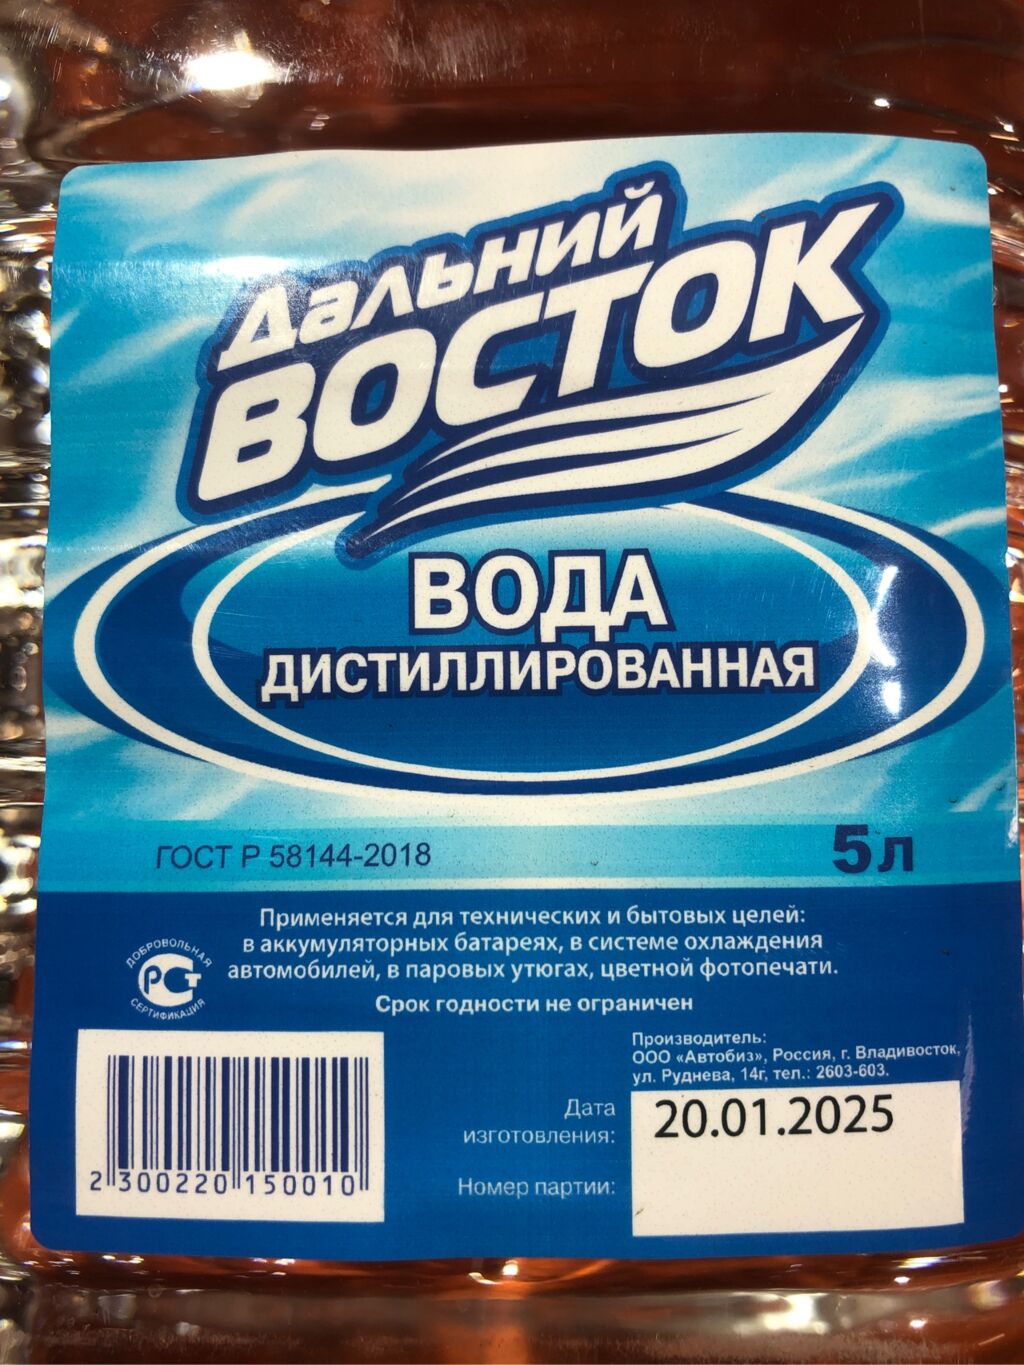 Дальний
ВОСТОК
ВОДА
ДИСТИЛЛИРОВАННАЯ
ГОСТ Р 58144-2018
5 л
Применяется для технических и бытовых целей:
в аккумуляторных батареях, в системе охлаждения
автомобилей, в паровых утюгах, цветной фотопечати.
Срок годности не ограничен
ДОБРОВОЛЬНАЯ
РСТ
СЕРТИФИКАЦИЯ
Производитель:
ООО «Автобиз», Россия, г. Владивосток,
ул. Руднева, 14г, тел.: 2603-603.
Дата
изготовления:
20.01.2025
Номер партии:
2 300220 150010